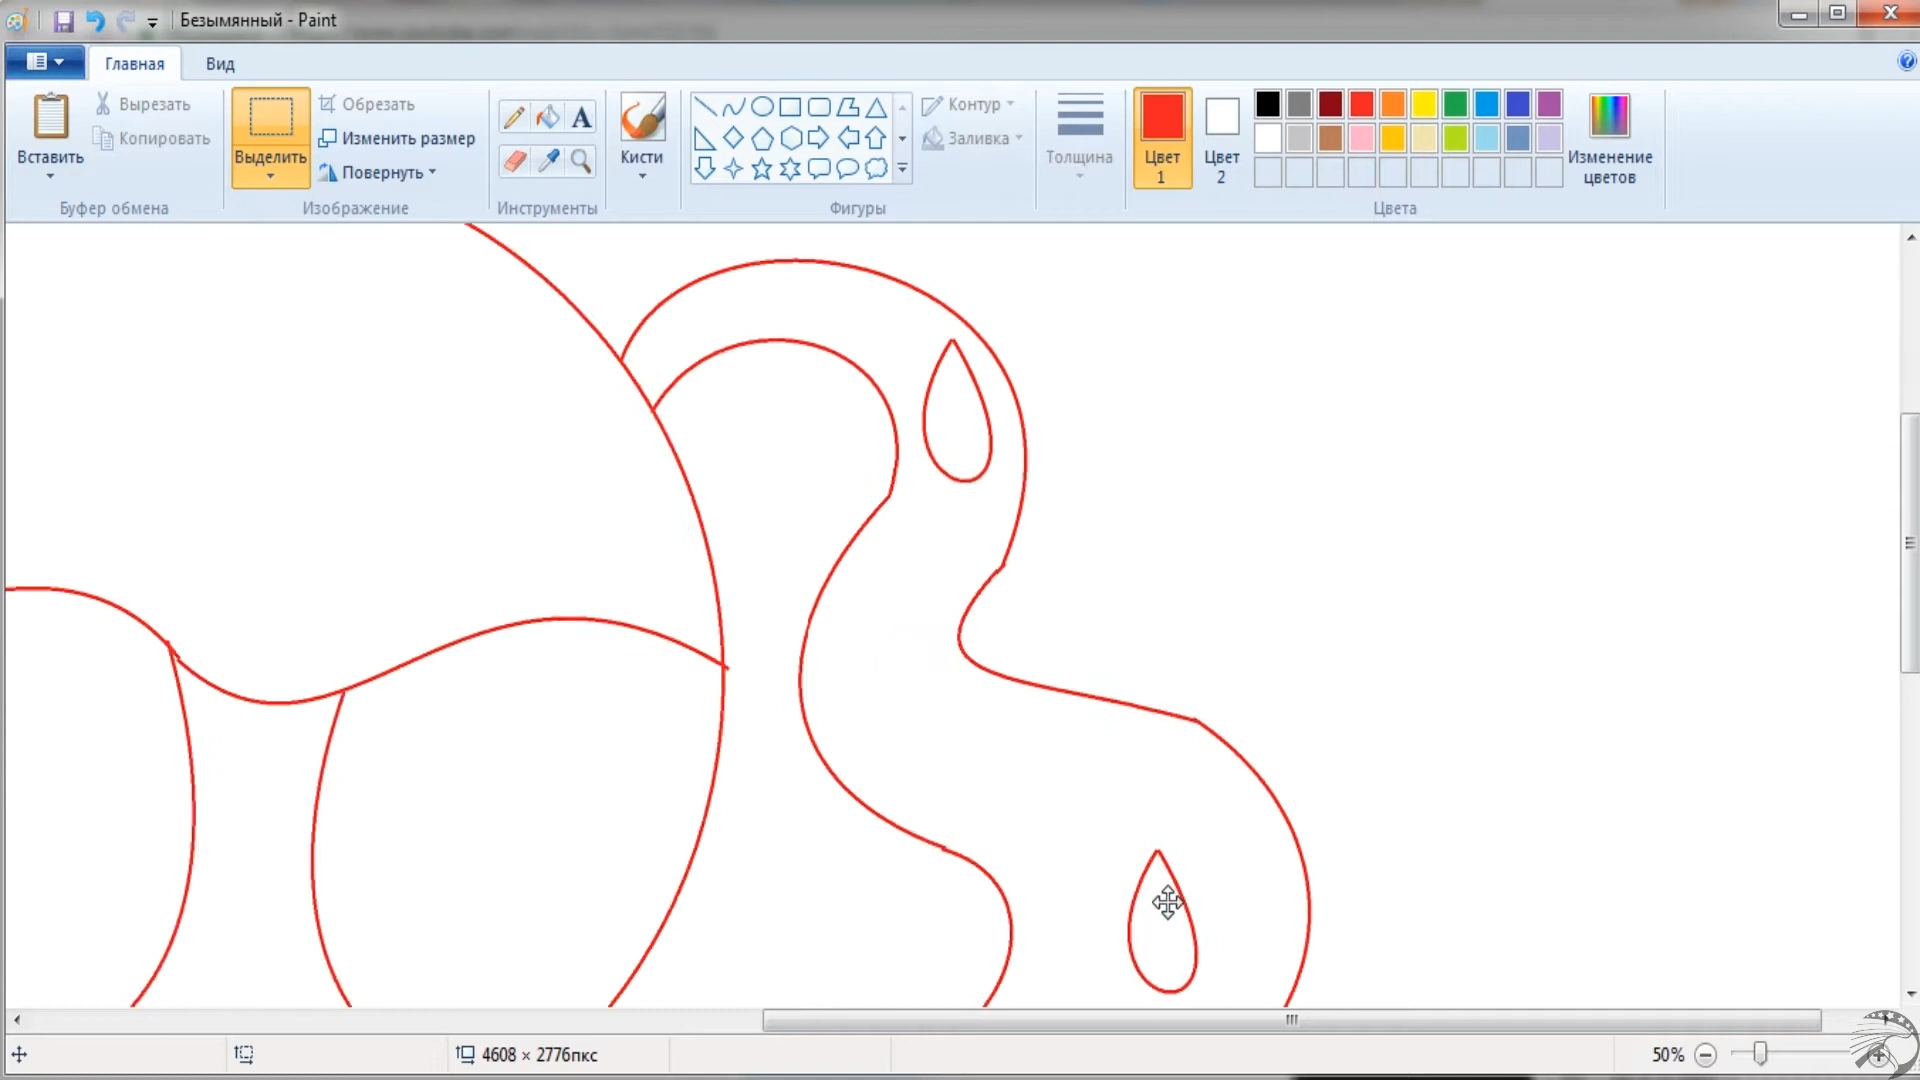 Безымянный - Paint
Главная
Вид
Вставить
Вырезать
Копировать
Буфер обмена
Выделить
Обрезать
Изменить размер
Повернуть
Изображение
A
Инструменты
Кисти
Контур
Заливка
Фигуры
Толщина
Цвет
1
Цвет
2
Изменение
цветов
Цвета
4608 × 2776пкс
50%